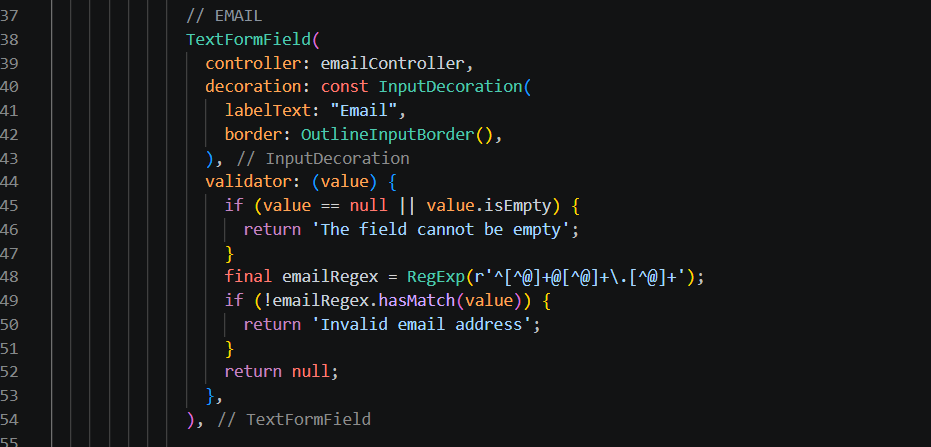 37 // EMAIL
38 TextFormField(
39 controller: emailController,
40 decoration: const InputDecoration(
41 labelText: "Email",
42 border: OutlineInputBorder(),
43 ), // InputDecoration
44 validator: (value) {
45 if (value == null || value.isEmpty) {
46 return 'The field cannot be empty';
47 }
48 final emailRegex = RegExp(r'^[^@]+@[^@]+\.[^@]+');
49 if (!emailRegex.hasMatch(value)) {
50 return 'Invalid email address';
51 }
52 return null;
53 },
54 ), // TextFormField
55